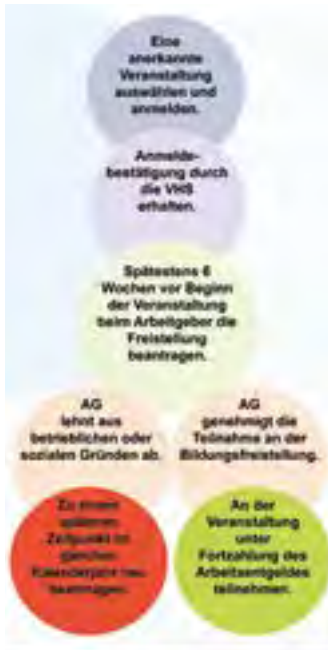 Eine
anerkannte
Veranstaltung
auswählen und
anmelden.
Anmelde-
bestätigung durch
die VHS
erhalten.
Spätestens 6
Wochen vor Beginn
der Veranstaltung
beim Arbeitgeber die
Freistellung
beantragen.
AG
lehnt aus
betrieblichen oder
sozialen Gründen ab.
AG
genehmigt die
Teilnahme an der
Bildungsfreistellung.
Zu einem
späteren
Zeitpunkt im
gleichen
Kalenderjahr neu
beantragen.
An der
Veranstaltung
unter
Fortzahlung des
Arbeitsentgeldes
teilnehmen.